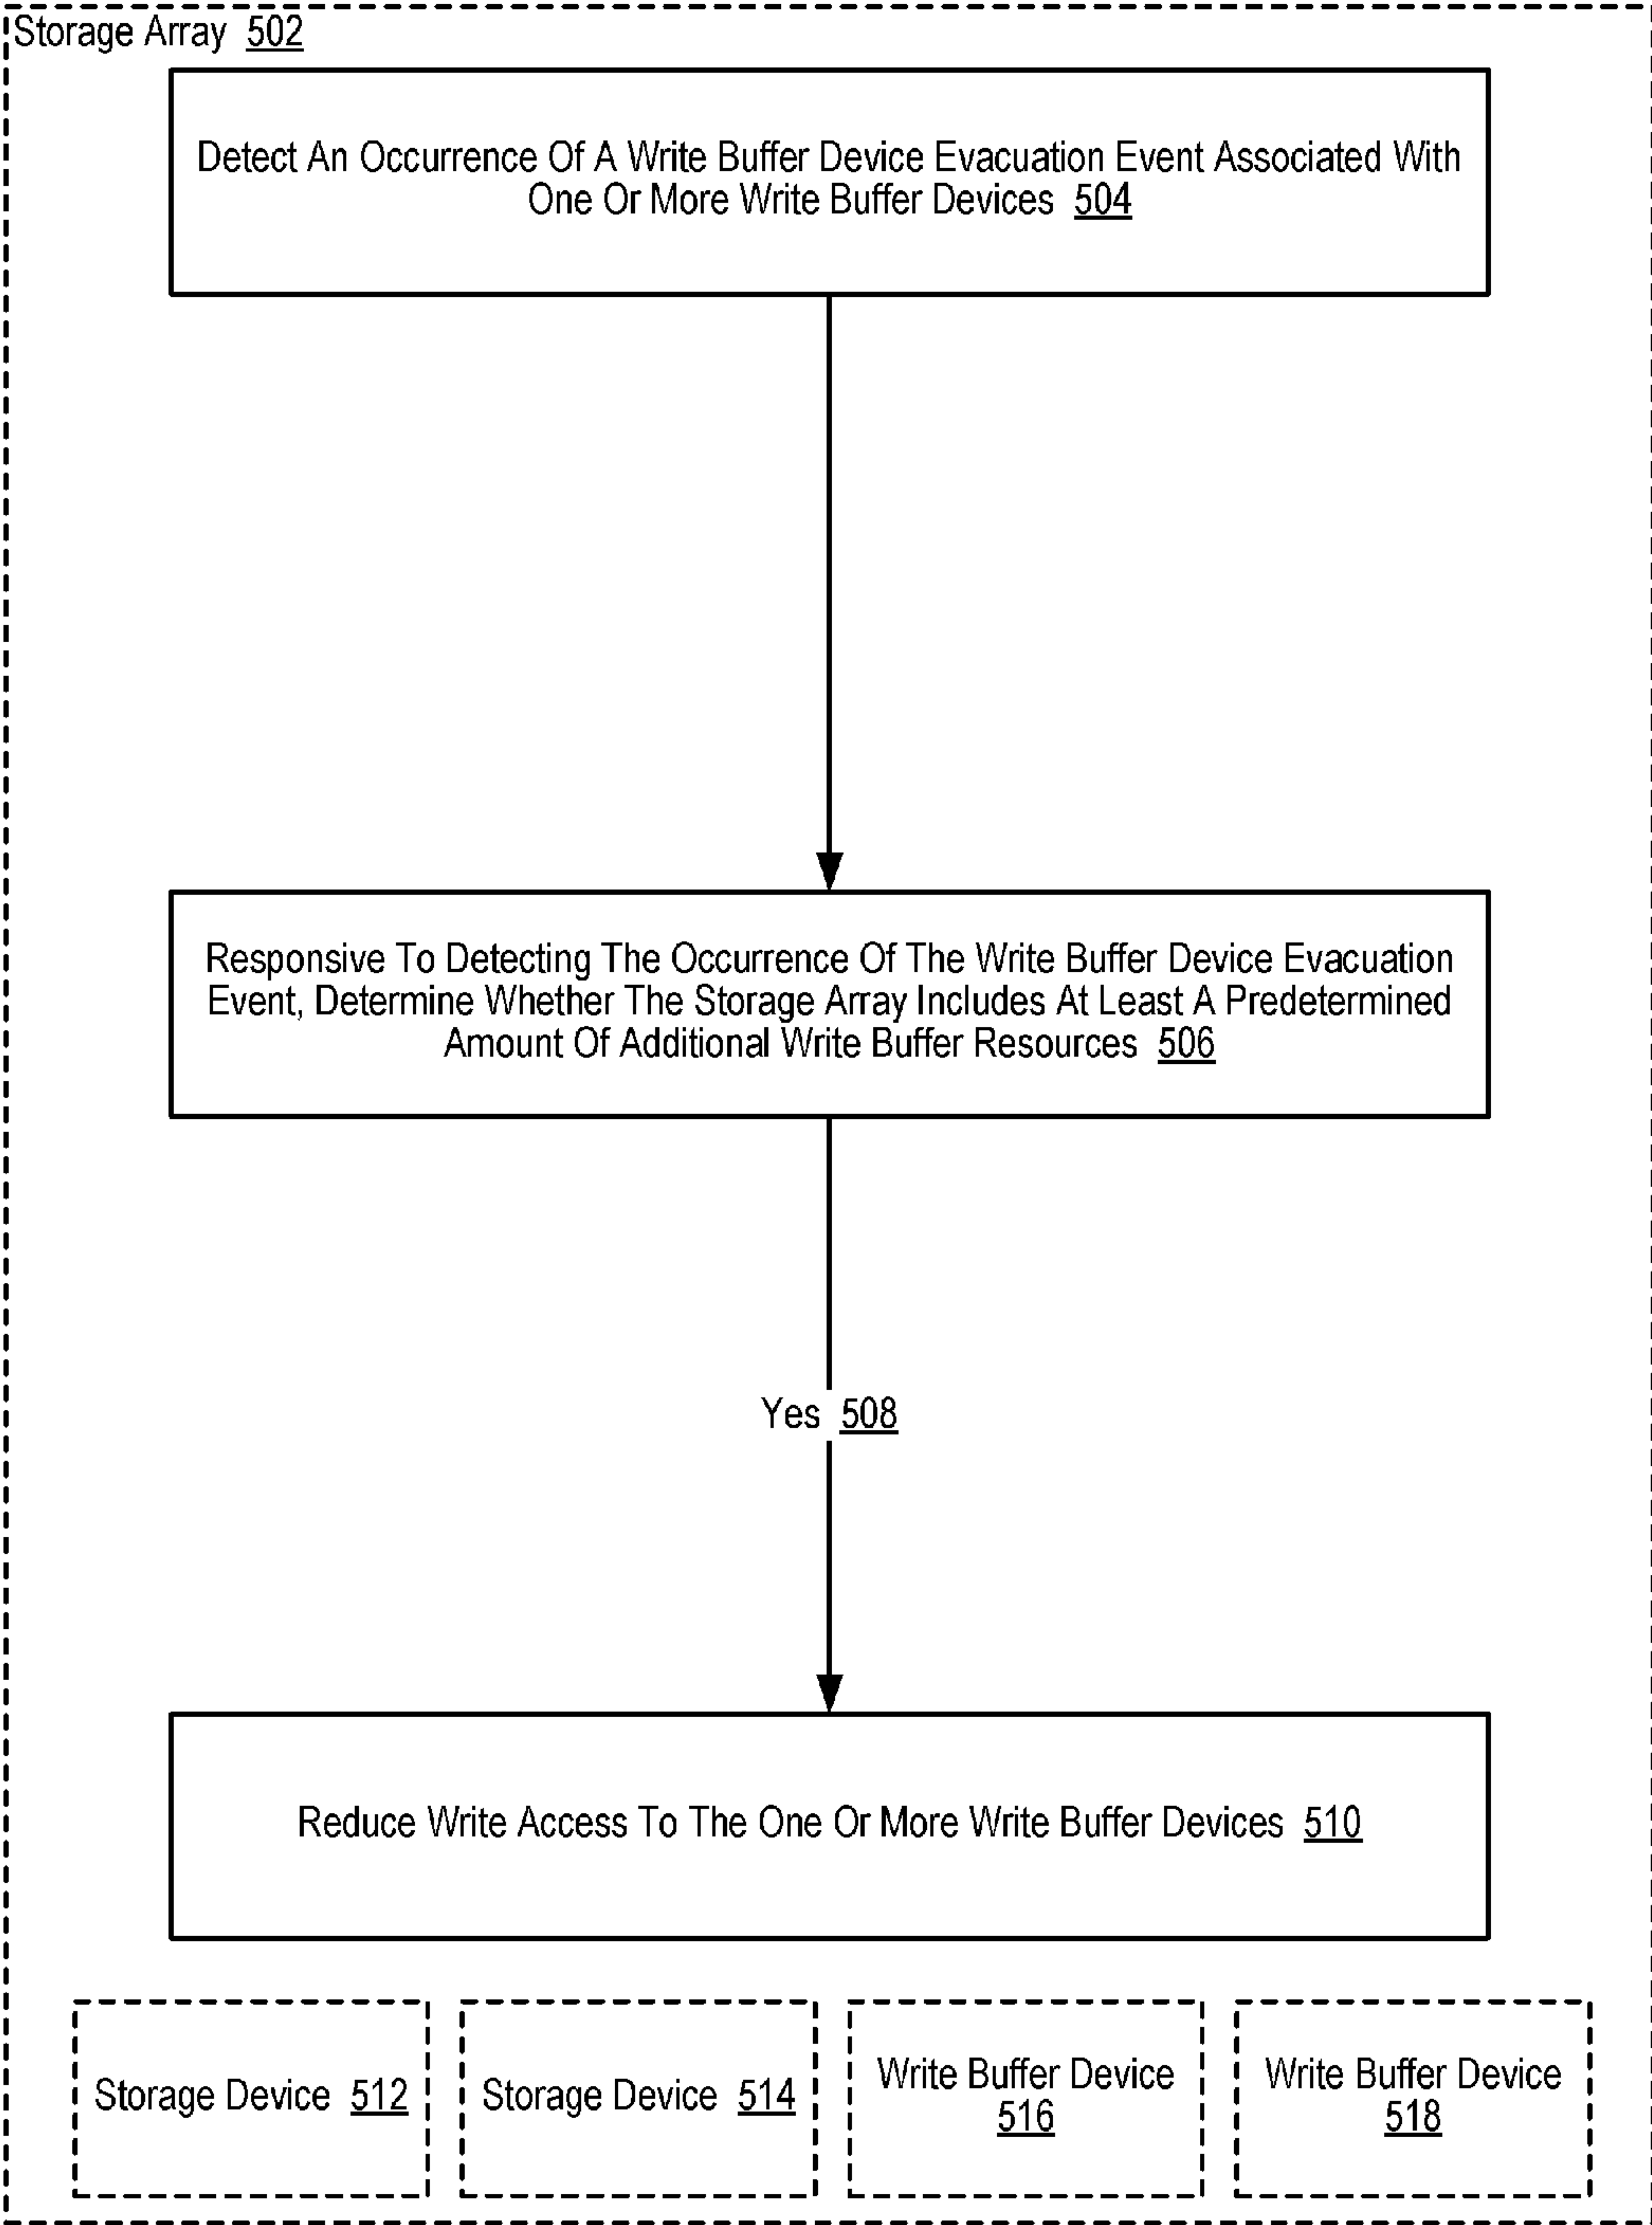 Storage Array 502
Detect An Occurrence Of A Write Buffer Device Evacuation Event Associated With
One Or More Write Buffer Devices 504
Responsive To Detecting The Occurrence Of The Write Buffer Device Evacuation
Event, Determine Whether The Storage Array Includes At Least A Predetermined
Amount Of Additional Write Buffer Resources 506
Yes 508
Reduce Write Access To The One Or More Write Buffer Devices 510
Storage Device 512
Storage Device 514
Write Buffer Device
516
Write Buffer Device
518